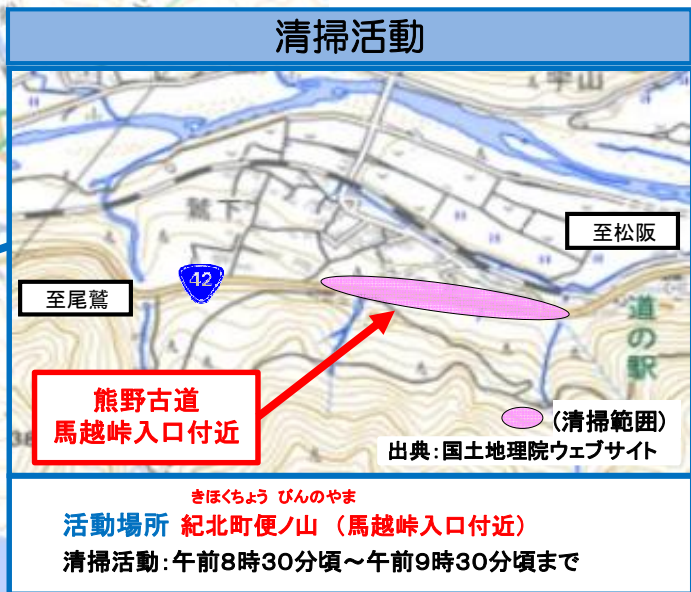 清掃活動
鷲下
至松阪
42
至尾鷲
道の駅
熊野古道
馬越峠入口付近
(清掃範囲)
出典:国土地理院ウェブサイト
きほくちょう びんのやま
活動場所 紀北町便ノ山 (馬越峠入口付近)
清掃活動:午前8時30分頃～午前9時30分頃まで